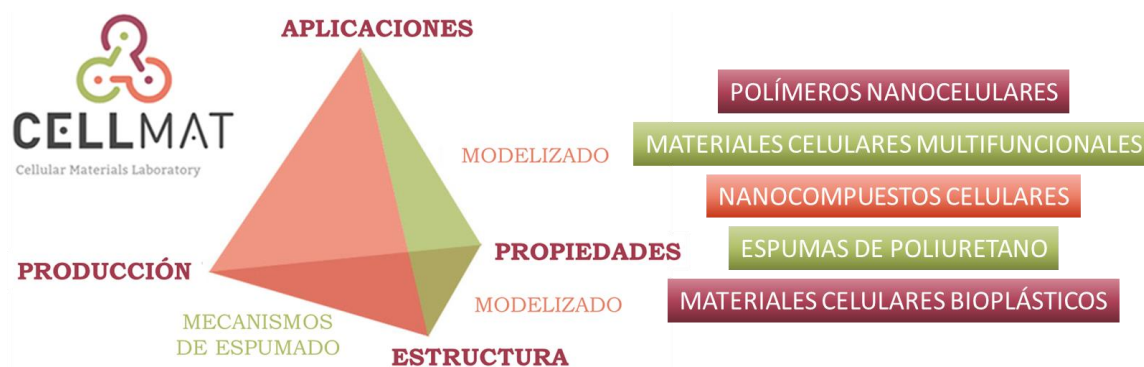 CELLMAT
Cellular Materials Laboratory
APLICACIONES
MODELIZADO
PROPIEDADES
PRODUCCIÓN
MODELIZADO
MECANISMOS
DE ESPUMADO
ESTRUCTURA
POLÍMEROS NANOCELULARES
MATERIALES CELULARES MULTIFUNCIONALES
NANOCOMPUESTOS CELULARES
ESPUMAS DE POLIURETANO
MATERIALES CELULARES BIOPLÁSTICOS